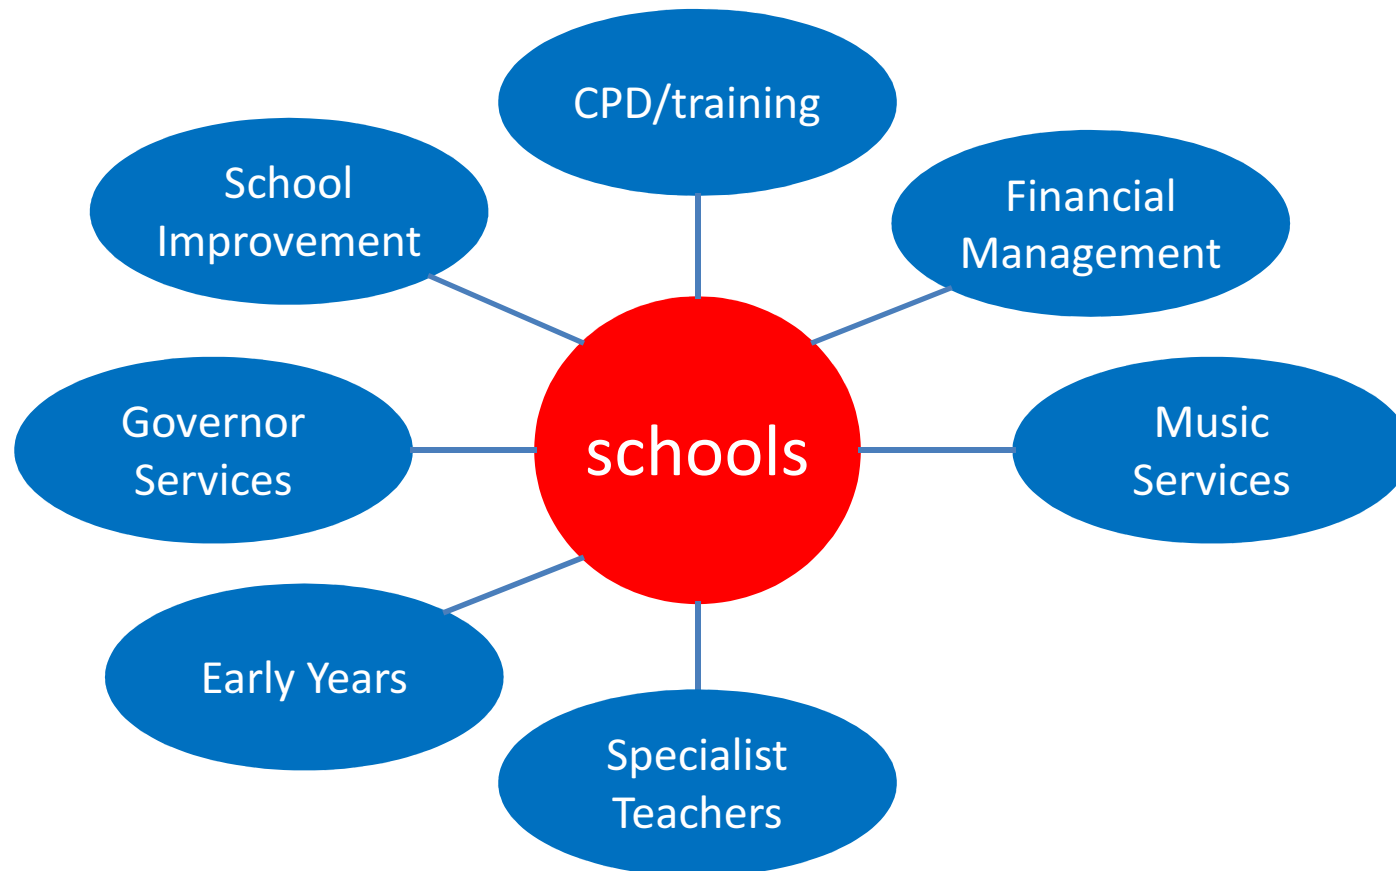 CPD/training
School
Improvement
Financial
Management
Governor
Services
schools
Music
Services
Early Years
Specialist
Teachers